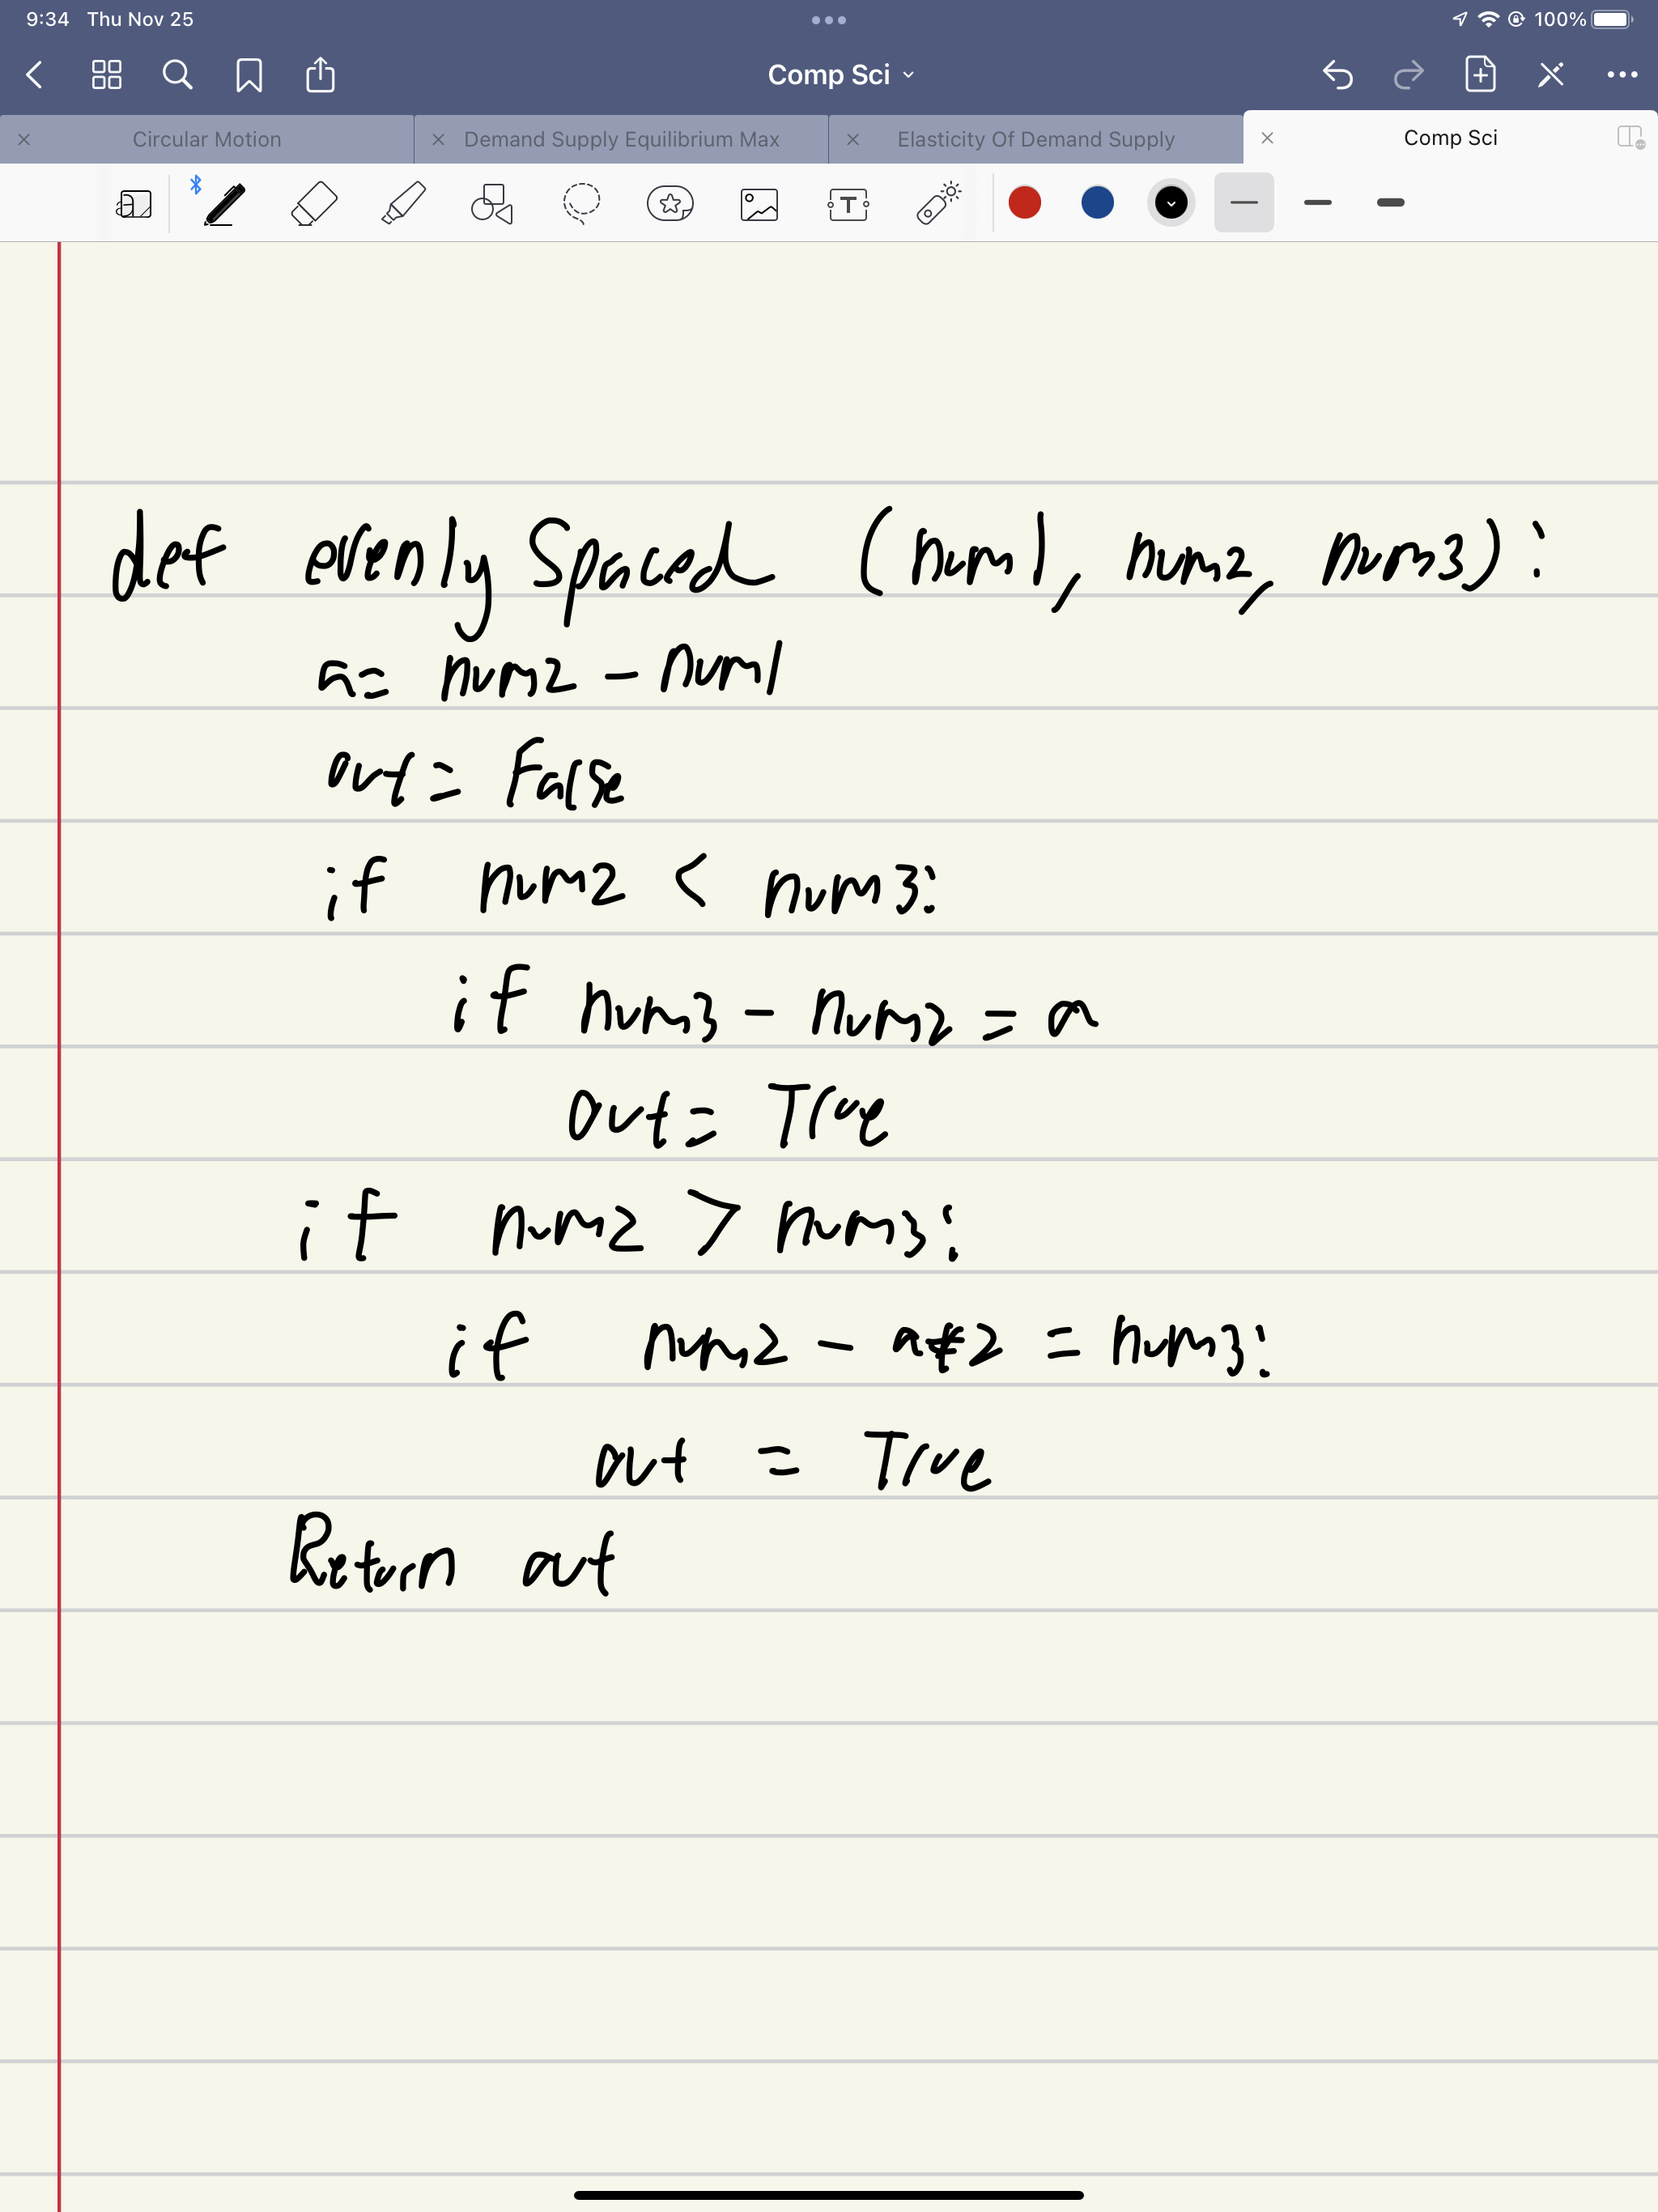 9:34 Thu Nov 25
100%
Comp Sci
Circular Motion
Demand Supply Equilibrium Max
Elasticity Of Demand Supply
Comp Sci
def evenly Spaced (num1, num2, num3):
a= num2 - num1
out = False
if num2 < num3:
if num3 - num2 = a
out = True
if num2 > num3:
if num2 - a*2 = num3:
out = True
Return out